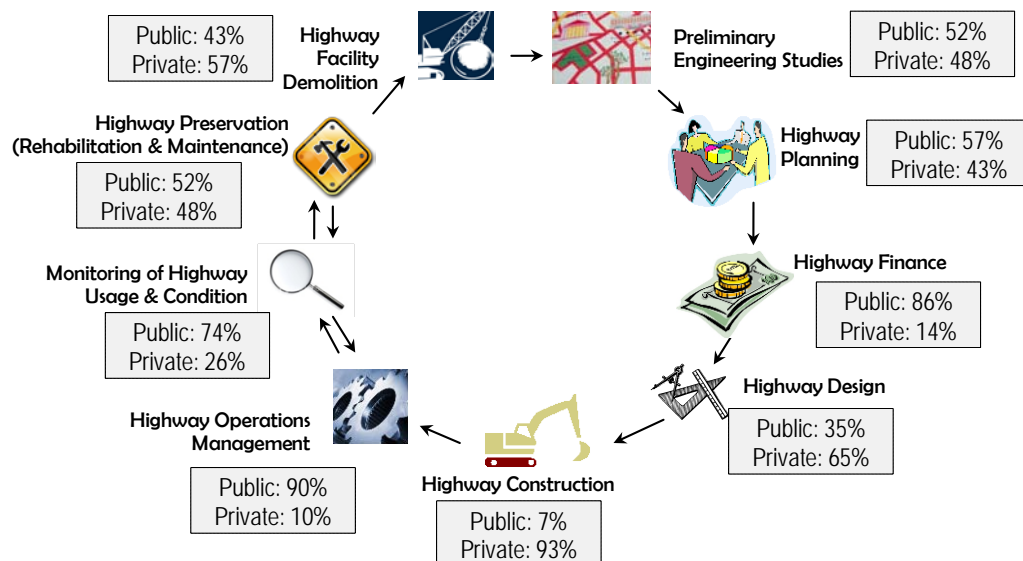 Public: 43%
Private: 57%
Highway
Facility
Demolition
Preliminary
Engineering Studies
Public: 52%
Private: 48%
Highway
Planning
Public: 57%
Private: 43%
Highway Finance
Public: 86%
Private: 14%
Highway Design
Public: 35%
Private: 65%
Highway Construction
Public: 7%
Private: 93%
Highway Operations
Management
Public: 90%
Private: 10%
Monitoring of Highway
Usage & Condition
Public: 74%
Private: 26%
Highway Preservation
(Rehabilitation & Maintenance)
Public: 52%
Private: 48%